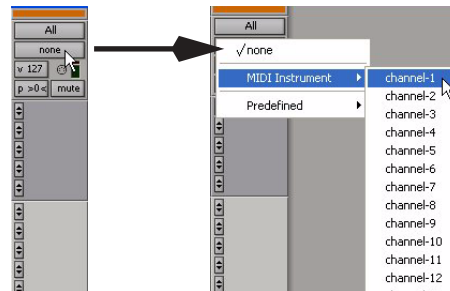 All
none
v 127
p >0< mute
All
√none
MIDI Instrument
Predefined
channel-1
channel-2
channel-3
channel-4
channel-5
channel-6
channel-7
channel-8
channel-9
channel-10
channel-11
channel-12